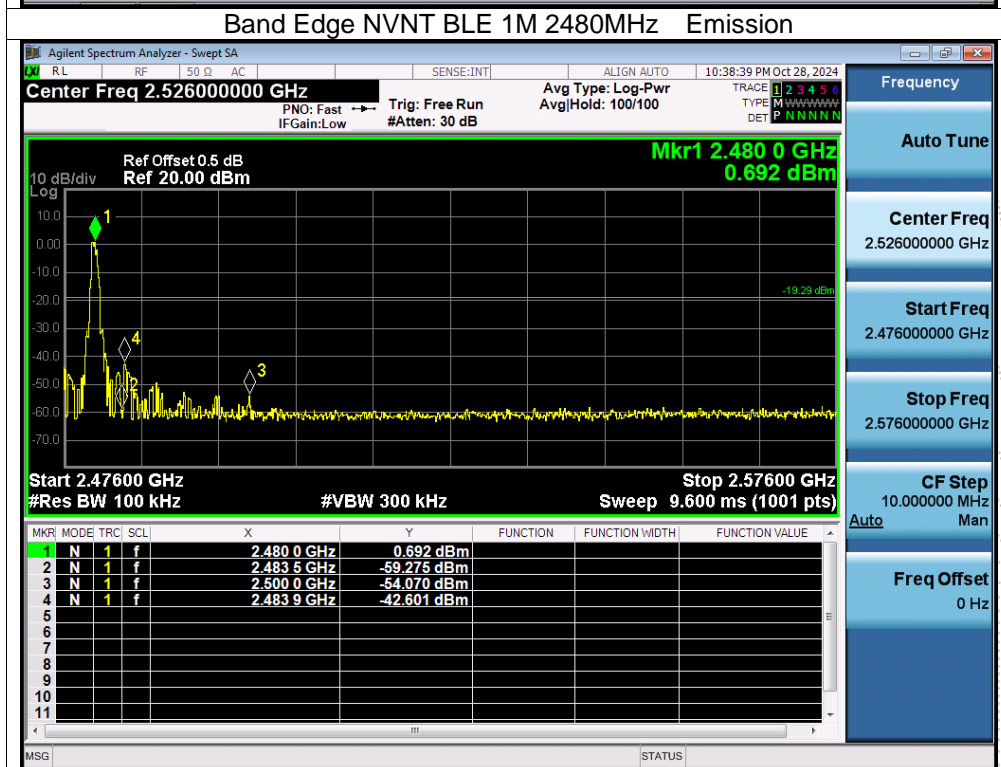 Band Edge NVNT BLE 1M 2480MHz Emission
Agilent Spectrum Analyzer - Swept SA
LXI RL RF 50 Ω AC SENSE:INT ALIGN AUTO 10:38:39 PM Oct 28, 2024
Center Freq 2.526000000 GHz
PNO: Fast
IFGain:Low
Trig: Free Run
#Atten: 30 dB
Avg Type: Log-Pwr
Avg|Hold: 100/100
TRACE 1 2 3 4 5 6
TYPE M WWWWW
DET P N N N N N
Frequency
Auto Tune
Center Freq
2.526000000 GHz
Start Freq
2.476000000 GHz
Stop Freq
2.576000000 GHz
CF Step
10.000000 MHz
Auto Man
Freq Offset
0 Hz
Mkr1 2.480 0 GHz
0.692 dBm
Ref Offset 0.5 dB
10 dB/div Ref 20.00 dBm
Log
10.0
0.00
-10.0
-20.0
-30.0
-40.0
-50.0
-60.0
-70.0
1
4
2
3
-19.29 dBm
Start 2.47600 GHz Stop 2.57600 GHz
#Res BW 100 kHz #VBW 300 kHz Sweep 9.600 ms (1001 pts)
MKR MODE TRC SCL X Y FUNCTION FUNCTION WIDTH FUNCTION VALUE
1 N 1 f 2.480 0 GHz 0.692 dBm
2 N 1 f 2.483 5 GHz -59.275 dBm
3 N 1 f 2.500 0 GHz -54.070 dBm
4 N 1 f 2.483 9 GHz -42.601 dBm
5
6
7
8
9
10
11
MSG STATUS